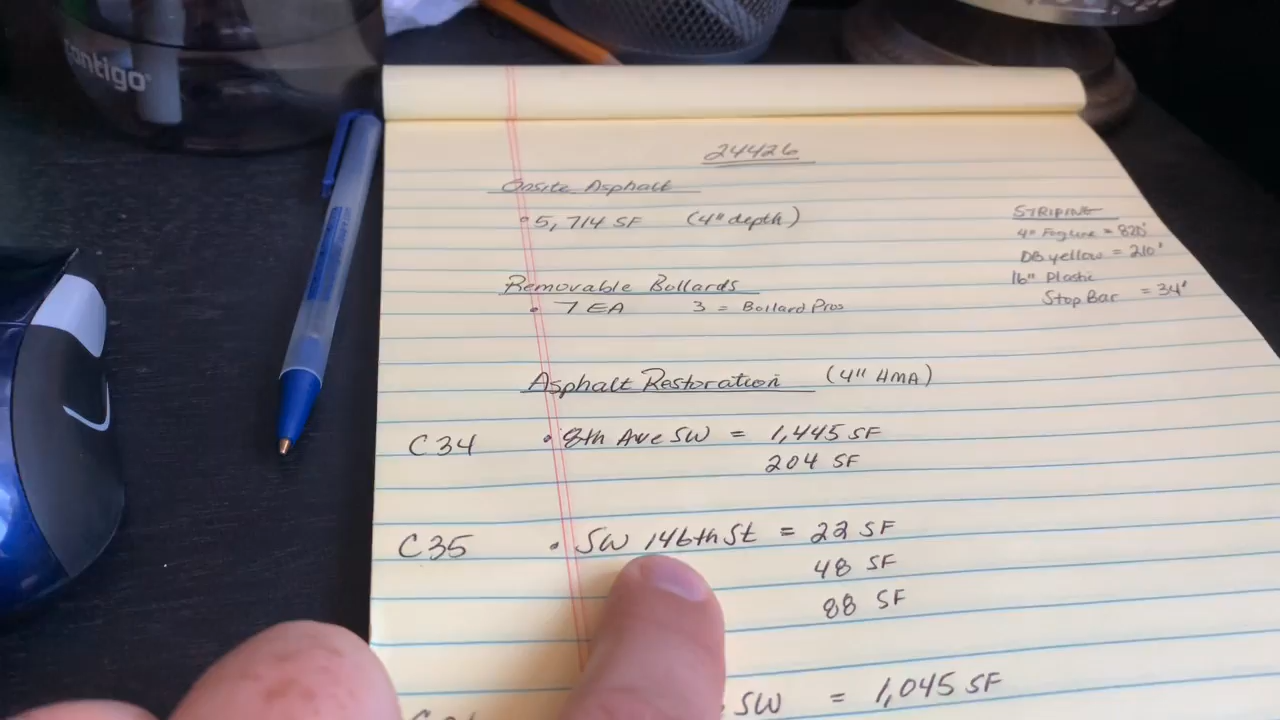 contigo
24426
Onsite Asphalt
• 5,714 SF (4" depth)
STRIPING
4" Fogline = 820'
DB yellow = 210'
16" Plastic
Stop Bar = 34'
Removable Bollards
• 7 EA 3 = Bollard Pros
Asphalt Restoration (4" HMA)
C34 • 8th Ave SW = 1,445 SF
204 SF
C35 • SW 146th St = 22 SF
48 SF
88 SF
SW = 1,045 SF